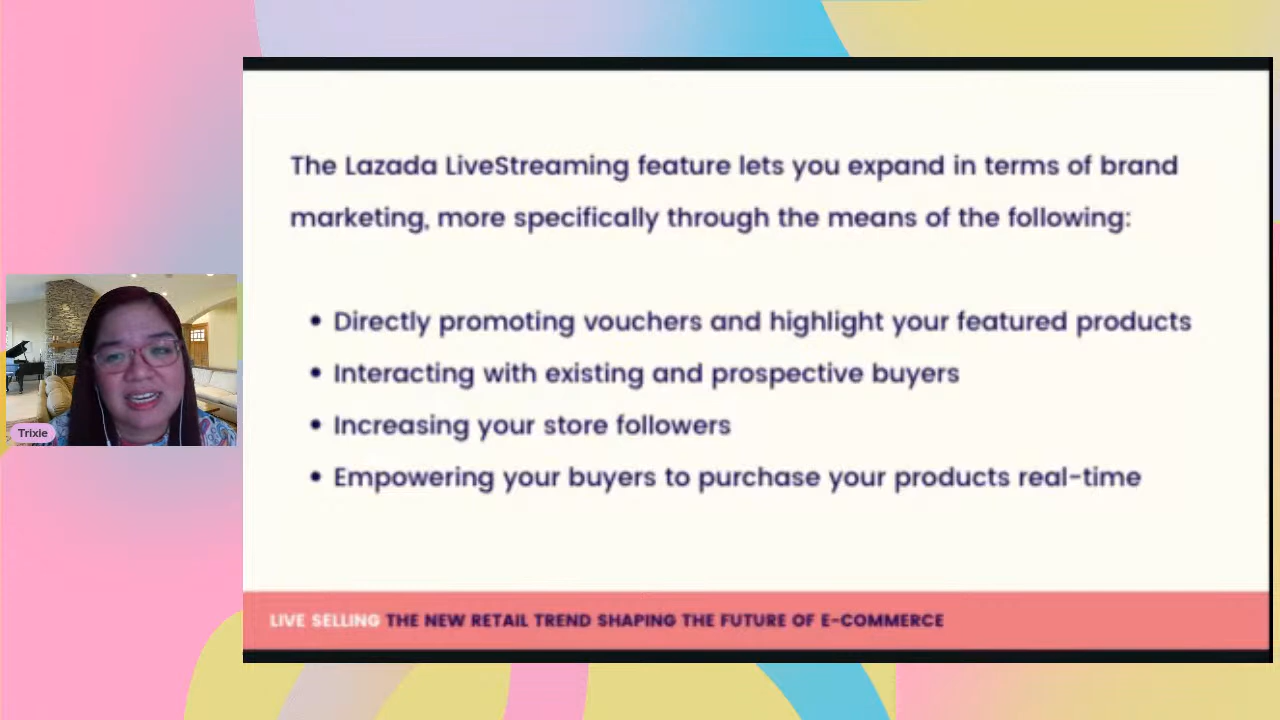 The Lazada LiveStreaming feature lets you expand in terms of brand
marketing, more specifically through the means of the following:
• Directly promoting vouchers and highlight your featured products
• Interacting with existing and prospective buyers
• Increasing your store followers
• Empowering your buyers to purchase your products real-time
Trixie
LIVE SELLING THE NEW RETAIL TREND SHAPING THE FUTURE OF E-COMMERCE